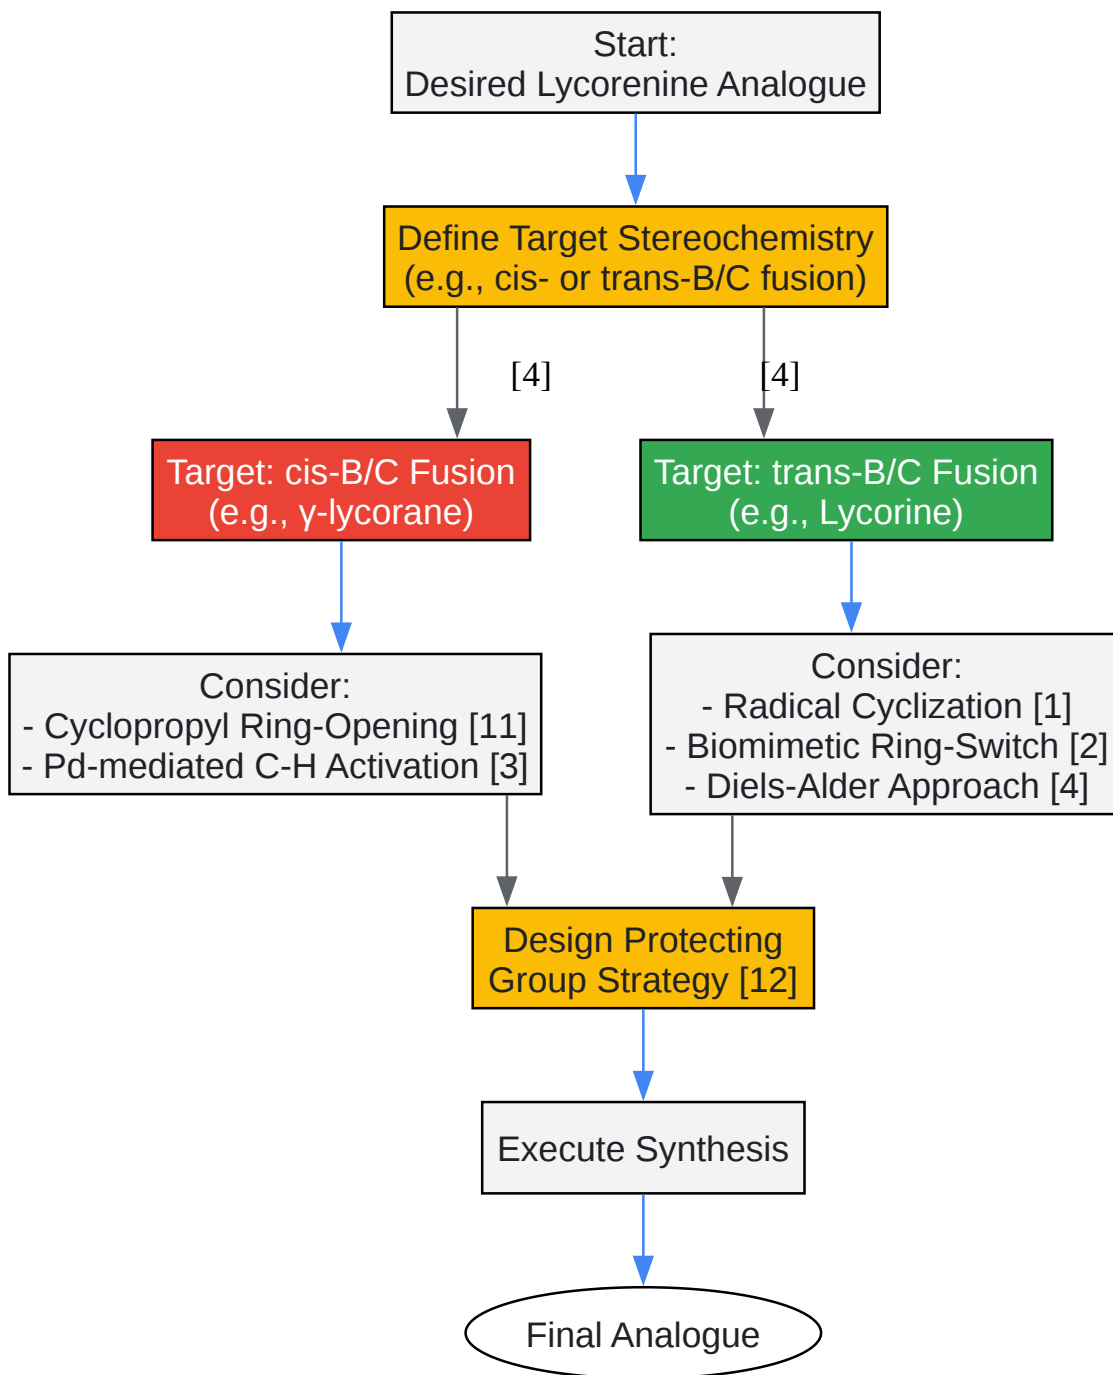 Start:
Desired Lycorenine Analogue
Define Target Stereochemistry
(e.g., cis- or trans-B/C fusion)
[4]
[4]
Target: cis-B/C Fusion
(e.g., γ-lycorane)
Target: trans-B/C Fusion
(e.g., Lycorine)
Consider:
- Cyclopropyl Ring-Opening [11]
- Pd-mediated C-H Activation [3]
Consider:
- Radical Cyclization [1]
- Biomimetic Ring-Switch [2]
- Diels-Alder Approach [4]
Design Protecting
Group Strategy [12]
Execute Synthesis
Final Analogue